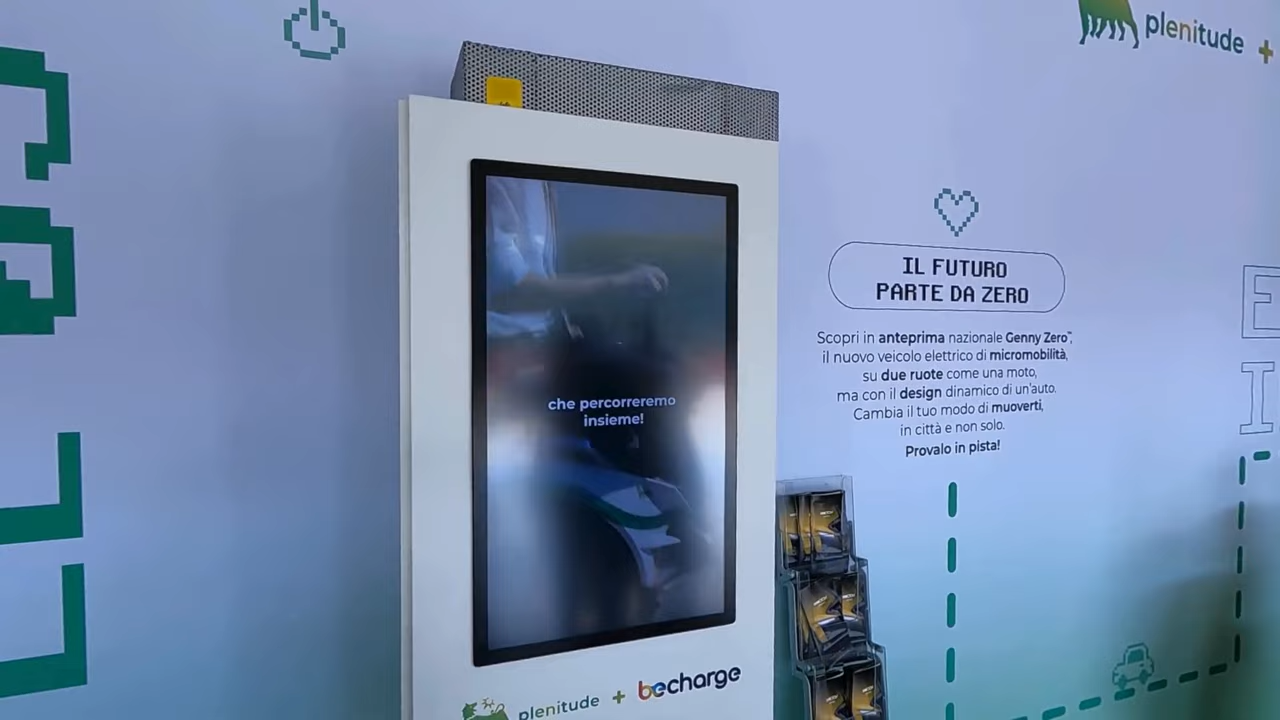 plenitude +
IL FUTURO
PARTE DA ZERO
Scopri in anteprima nazionale Genny Zero™,
il nuovo veicolo elettrico di micromobilità,
su due ruote come una moto,
ma con il design dinamico di un'auto.
Cambia il tuo modo di muoverti,
in città e non solo.
Provalo in pista!
che percorreremo
insieme!
plenitude + becharge
E
I